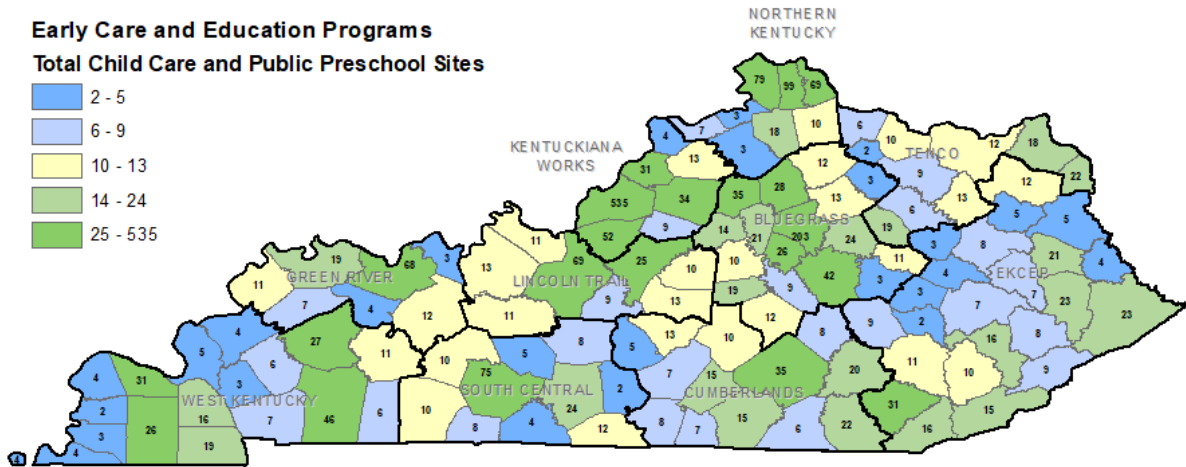 Early Care and Education Programs
Total Child Care and Public Preschool Sites
2 - 5
6 - 9
10 - 13
14 - 24
25 - 535
NORTHERN
KENTUCKY
79 99 69
3 18 10 6
4 7 3 10 12 18
KENTUCKIANA
WORKS
13 12 2 TENCO 22
31 3 9 12
535 34 35 28 13 6 13 5 5
52 9 14 BLUEGRASS 24 19 3 8
21 203 26 11 21 4
11 69 25 10 10 42 3 4 EKCEP
13 LINCOLN TRAIL 19 9 3 7 7 23 23
11 9 13
19 68 3
GREEN RIVER
11 7 4 12
4 27 11 10 5 8 5 13 10 12 8 9 2 16 8
5 6 75 7 15 35 20 11 10 9
4 31 3 SOUTH CENTRAL 2 CUMBERLANDS
2 WEST KENTUCKY 16 10 24 15 31 15
3 26 7 46 6 8 4 12 8 7 6 22 16
4 19
4